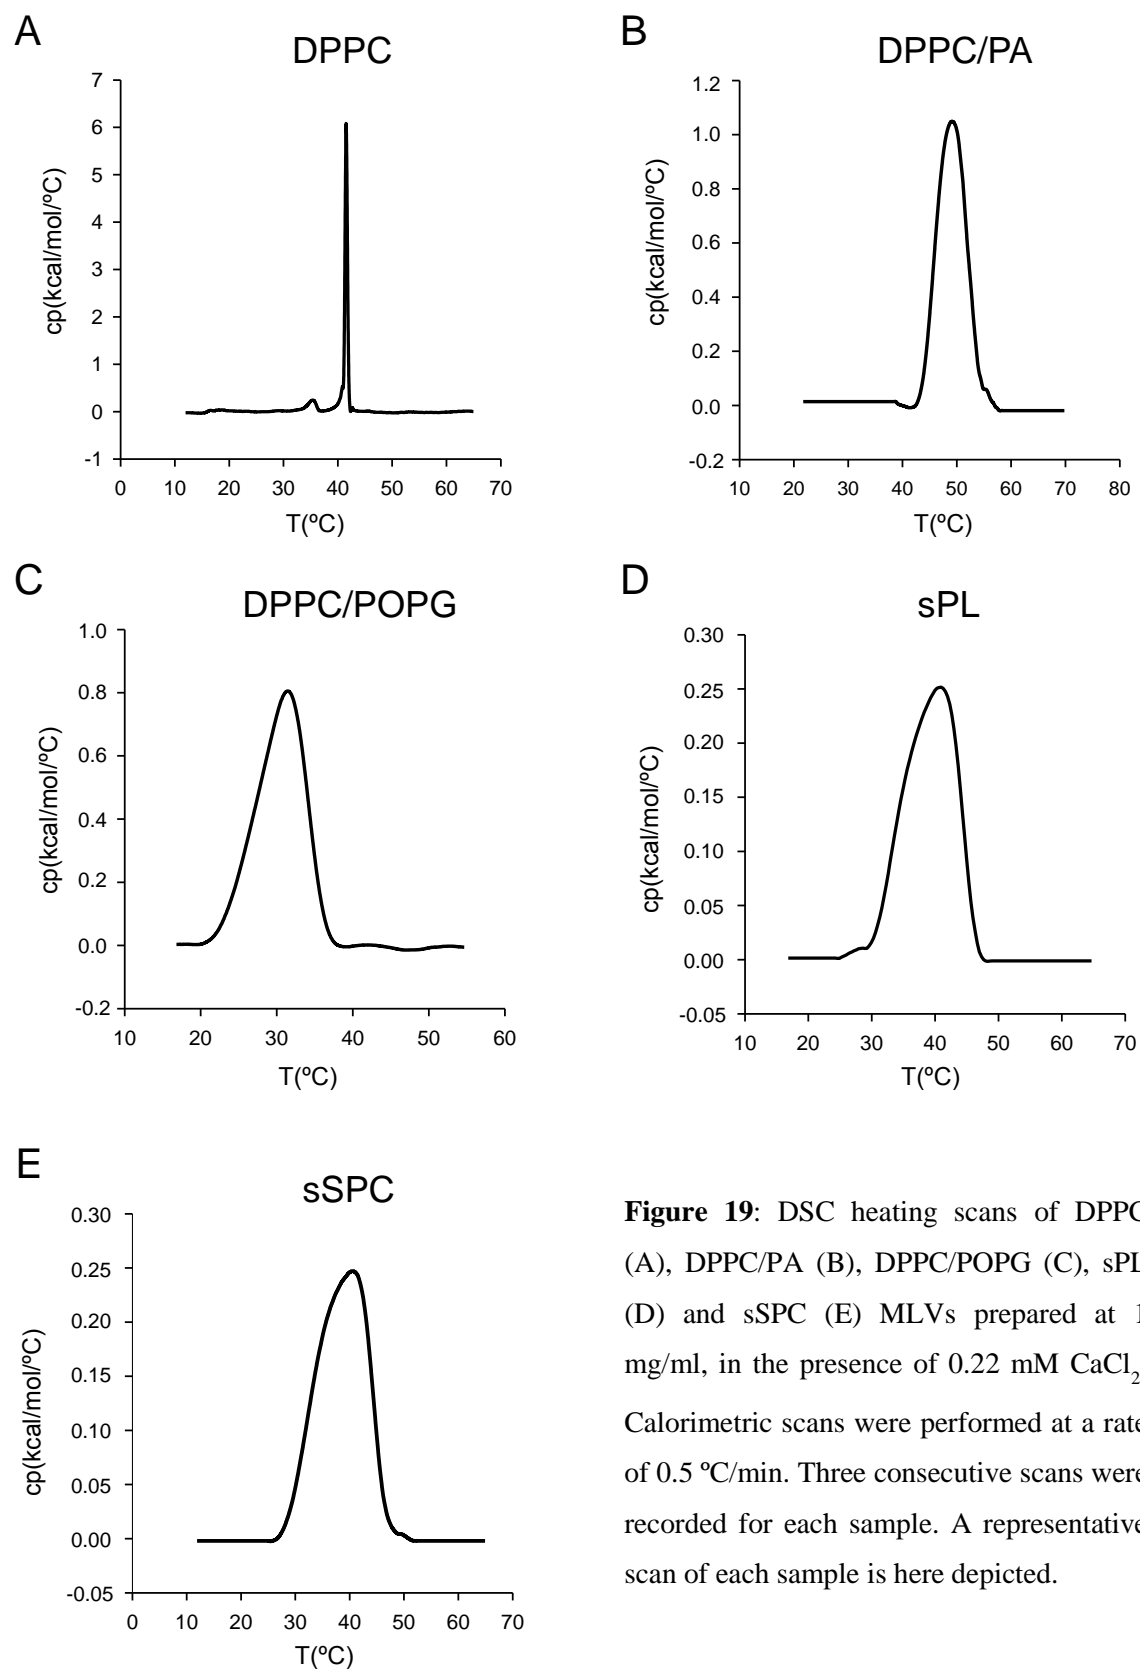 A
DPPC
7
6
5
4
3
2
1
0
-1
cp(kcal/mol/ºC)
0 10 20 30 40 50 60 70
T(ºC)
B
DPPC/PA
1.2
1.0
0.8
0.6
0.4
0.2
0.0
-0.2
cp(kcal/mol/ºC)
10 20 30 40 50 60 70 80
T(ºC)
C
DPPC/POPG
1.0
0.8
0.6
0.4
0.2
0.0
-0.2
cp(kcal/mol/ºC)
10 20 30 40 50 60
T(ºC)
D
sPL
0.30
0.25
0.20
0.15
0.10
0.05
0.00
-0.05
cp(kcal/mol/ºC)
10 20 30 40 50 60 70
T(ºC)
E
sSPC
0.30
0.25
0.20
0.15
0.10
0.05
0.00
-0.05
cp(kcal/mol/ºC)
0 10 20 30 40 50 60 70
T(ºC)
Figure 19: DSC heating scans of DPPC
(A), DPPC/PA (B), DPPC/POPG (C), sPL
(D) and sSPC (E) MLVs prepared at 1
mg/ml, in the presence of 0.22 mM CaCl2
Calorimetric scans were performed at a rate
of 0.5 ºC/min. Three consecutive scans were
recorded for each sample. A representative
scan of each sample is here depicted.